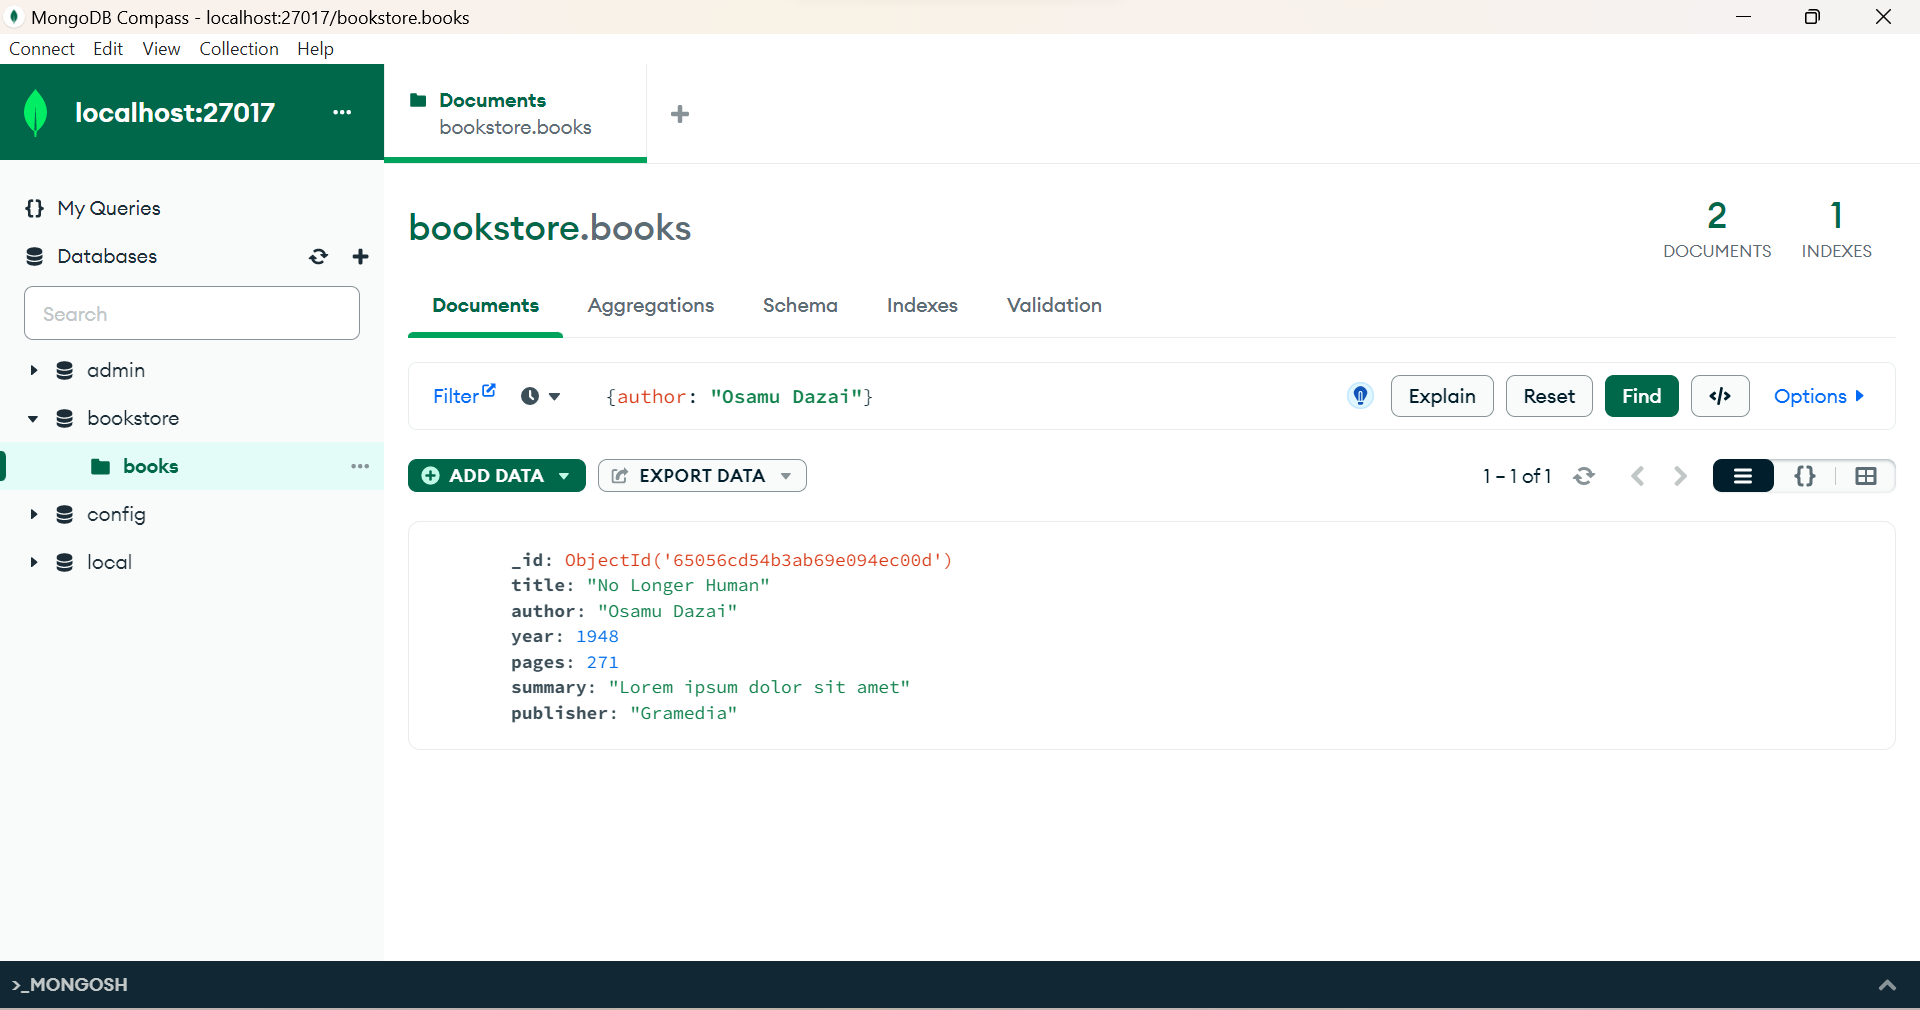 MongoDB Compass - localhost:27017/bookstore.books
Connect Edit View Collection Help
localhost:27017 ...
Documents
bookstore.books
+
{} My Queries
Databases
Search
admin
bookstore
books ...
config
local
bookstore.books
2
DOCUMENTS
1
INDEXES
Documents Aggregations Schema Indexes Validation
Filter {author: "Osamu Dazai"} Explain Reset Find </> Options
ADD DATA EXPORT DATA 1 – 1 of 1 {}
_id: ObjectId('65056cd54b3ab69e094ec00d')
title: "No Longer Human"
author: "Osamu Dazai"
year: 1948
pages: 271
summary: "Lorem ipsum dolor sit amet"
publisher: "Gramedia"
>_MONGOSH